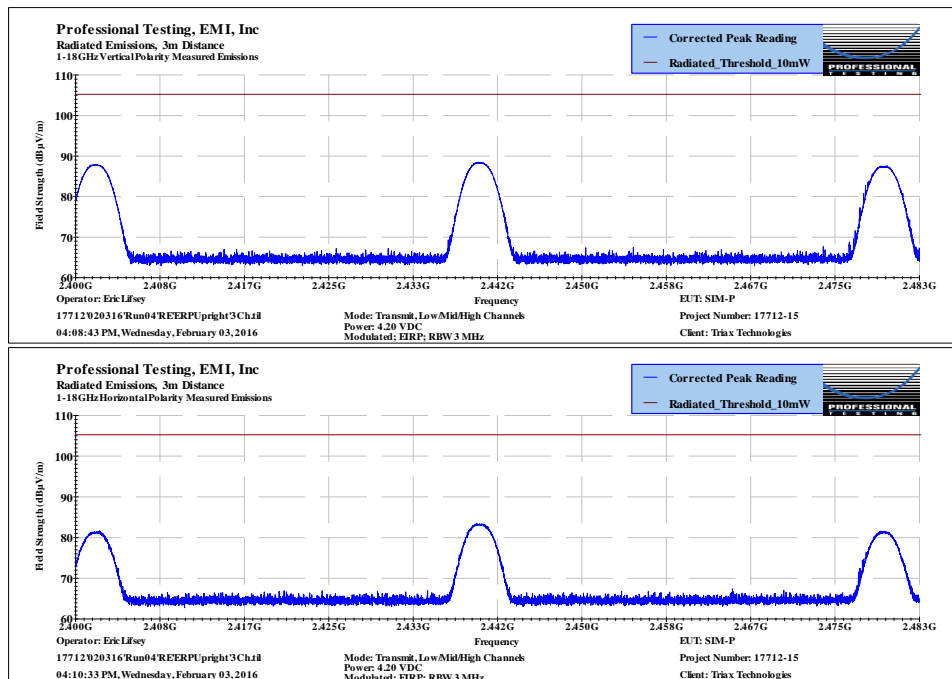 Professional Testing, EMI, Inc
Radiated Emissions, 3m Distance
1-18GHz Vertical Polarity Measured Emissions
Corrected Peak Reading
Radiated_Threshold_10mW
PROFESSIONAL
TESTING
Field Strength (dBµV/m)
110
100
90
80
70
60
2.400G 2.408G 2.417G 2.425G 2.433G 2.442G 2.450G 2.458G 2.467G 2.475G 2.483G
Operator: Eric Lifsey Frequency EUT: SIM-P
17712'020316'Run04'RE'ERPUpright'3Ch.til Mode: Transmit, Low/Mid/High Channels Project Number: 17712-15
Power: 4.20 VDC
04:08:43 PM, Wednesday, February 03, 2016 Modulated; EIRP; RBW 3 MHz Client: Triax Technologies
Professional Testing, EMI, Inc
Radiated Emissions, 3m Distance
1-18GHz Horizontal Polarity Measured Emissions
Corrected Peak Reading
Radiated_Threshold_10mW
PROFESSIONAL
TESTING
Field Strength (dBµV/m)
110
100
90
80
70
60
2.400G 2.408G 2.417G 2.425G 2.433G 2.442G 2.450G 2.458G 2.467G 2.475G 2.483G
Operator: Eric Lifsey Frequency EUT: SIM-P
17712'020316'Run04'RE'ERPUpright'3Ch.til Mode: Transmit, Low/Mid/High Channels Project Number: 17712-15
Power: 4.20 VDC
04:10:33 PM, Wednesday, February 03, 2016 Modulated; EIRP; RBW 3 MHz Client: Triax Technologies